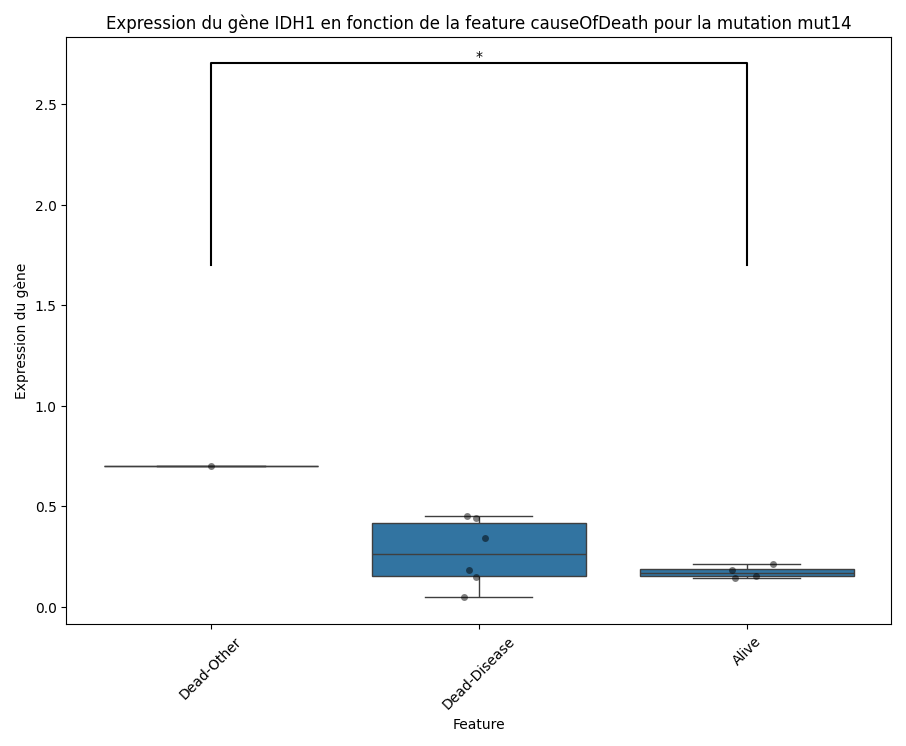 Expression du gène IDH1 en fonction de la feature causeOfDeath pour la mutation mut14
*
2.5
2.0
1.5
1.0
0.5
0.0
Expression du gène
Dead-Other
Dead-Disease
Alive
Feature